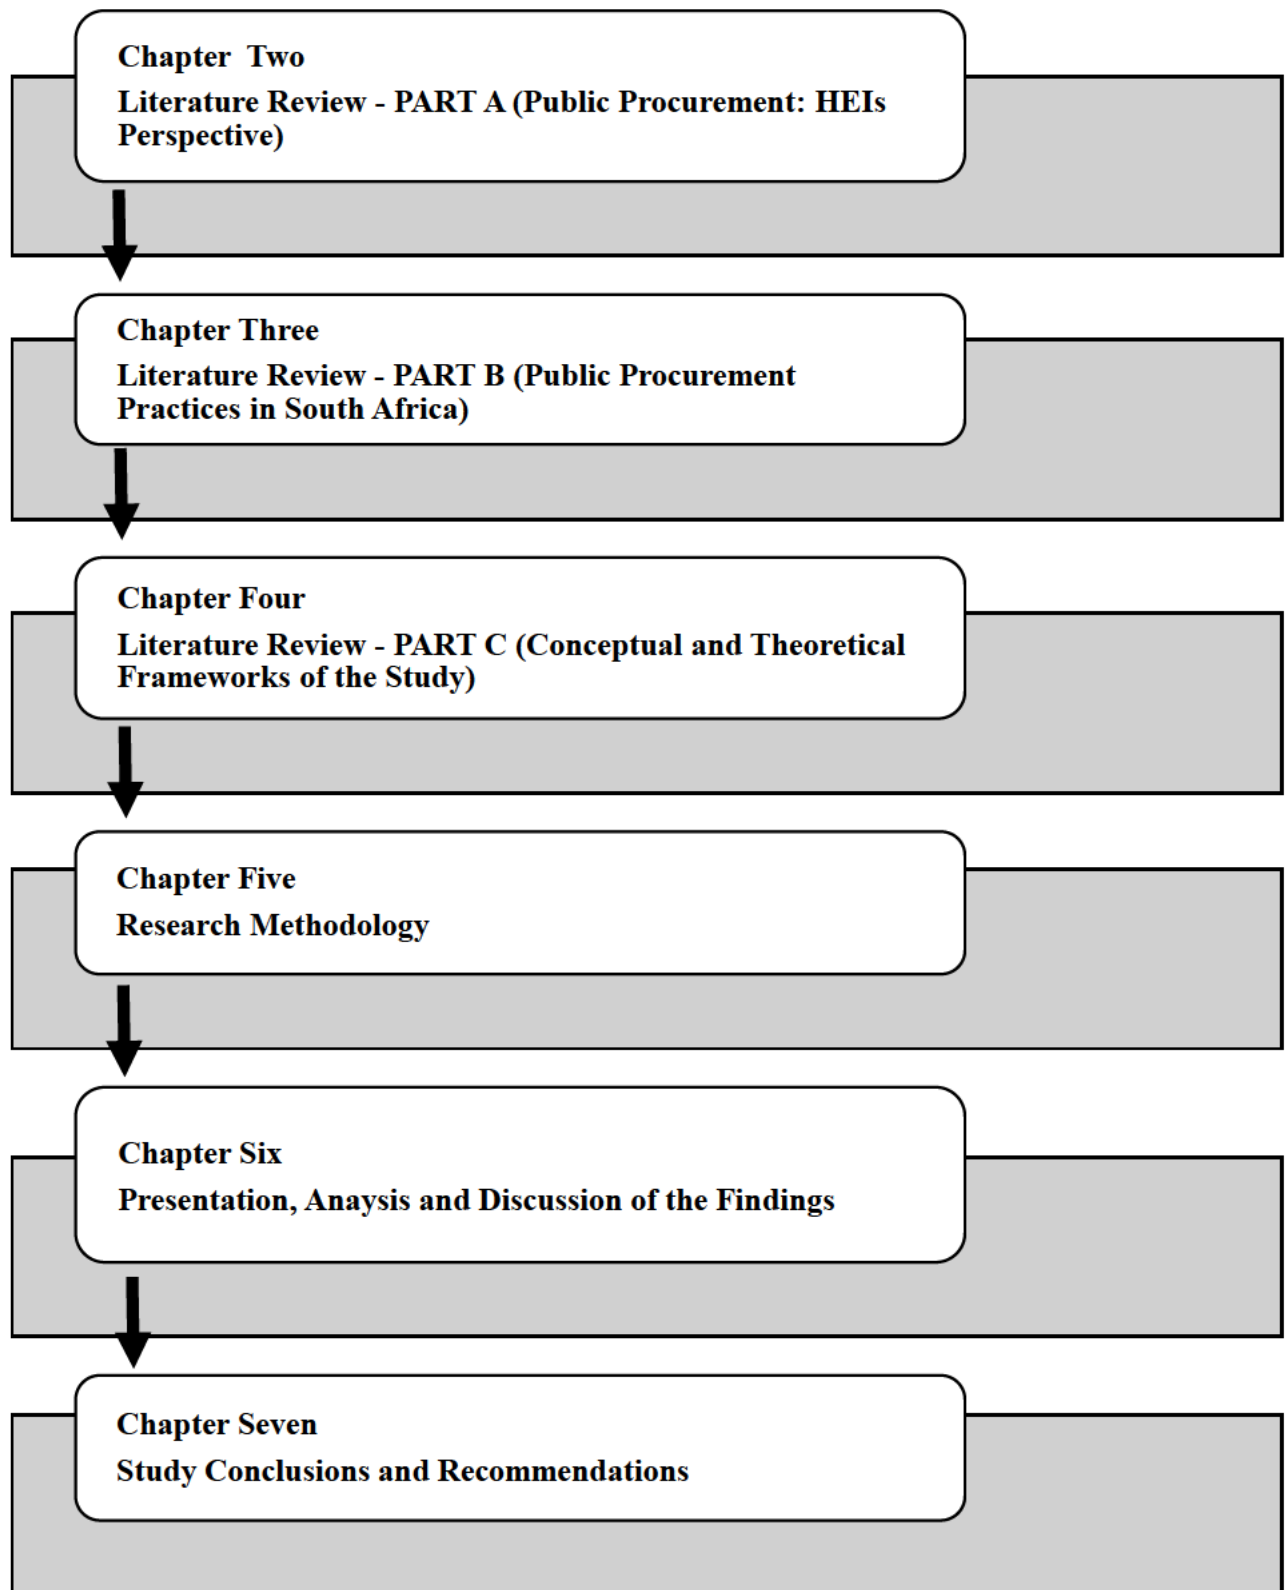 Chapter  Two
Literature Review - PART A (Public Procurement: HEIs
Perspective)
Chapter Three
Literature Review - PART B (Public Procurement
Practices in South Africa)
Chapter Four
Literature Review - PART C (Conceptual and Theoretical
Frameworks of the Study)
Chapter Five
Research Methodology
Chapter Six
Presentation, Anaysis and Discussion of the Findings
Chapter Seven
Study Conclusions and Recommendations